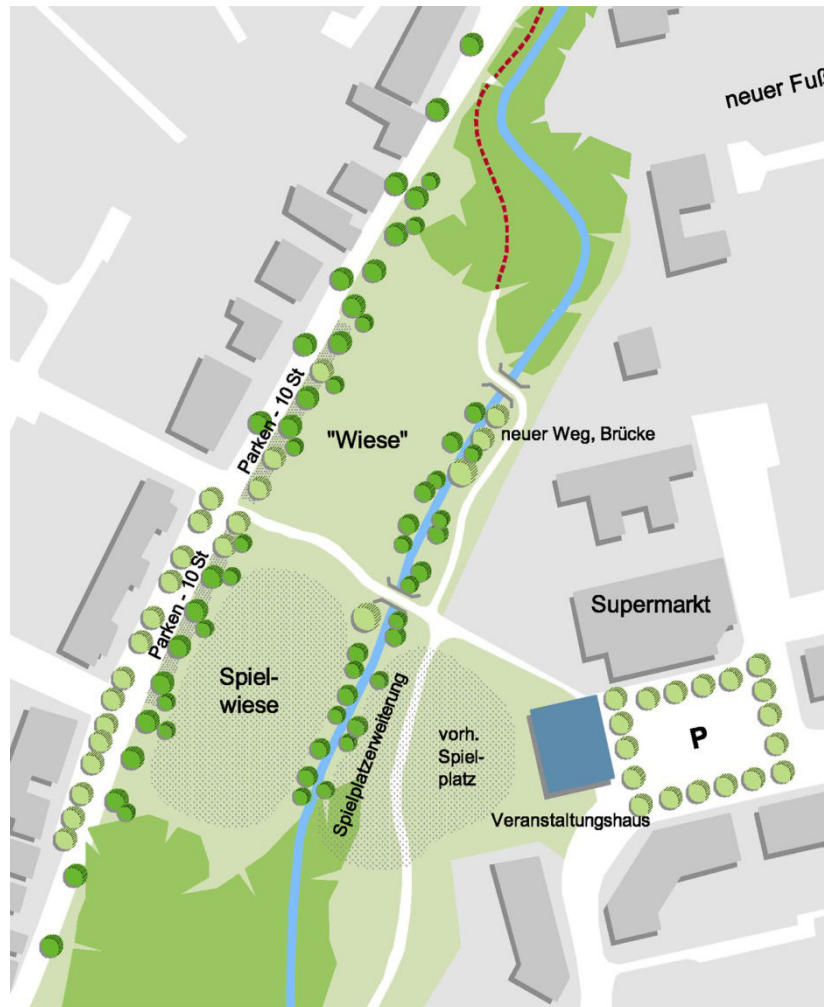 neuer Fuß
Parken - 10 St
"Wiese"
neuer Weg, Brücke
Parken - 10 St
Supermarkt
Spiel-
wiese
Spielplatzerweiterung
vorh.
Spiel-
platz
P
Veranstaltungshaus